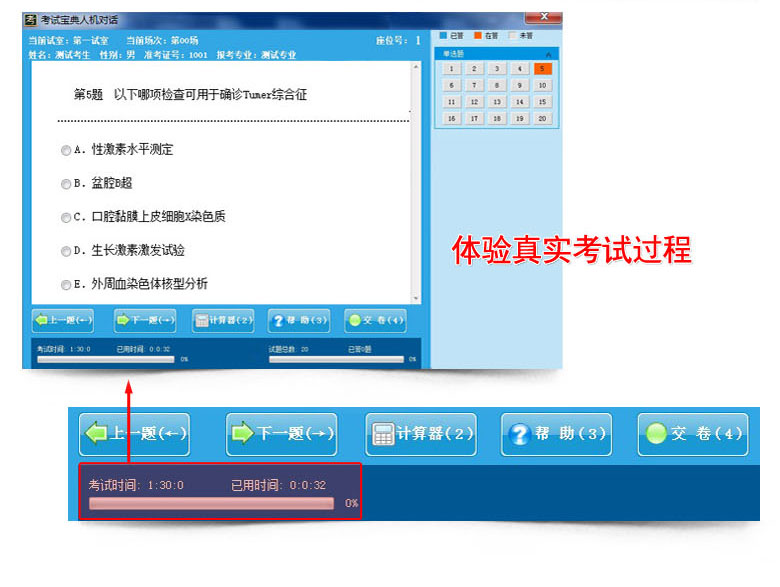 考试宝典人机对话
当前试室：第一试室 当前场次：第00场 座位号： 1
姓名：测试考生 性别：男 准考证号：1001 报考专业：测试专业
第5题 以下哪项检查可用于确诊Tumer综合征
A. 性激素水平测定
B. 盆腔B超
C. 口腔黏膜上皮细胞X染色质
D. 生长激素激发试验
E. 外周血染色体核型分析
上一题(←) 下一题(→) 计算器(2) 帮 助(3) 交 卷(4)
考试时间: 1:30:0 已用时间: 0:0:32 试题总数: 20 已答0题
0% 0%
已答 在答 未答
单选题
1 2 3 4 5
6 7 8 9 10
11 12 13 14 15
16 17 18 19 20
体验真实考试过程
上一题(←) 下一题(→) 计算器(2) 帮 助(3) 交 卷(4)
考试时间: 1:30:0 已用时间: 0:0:32
0%